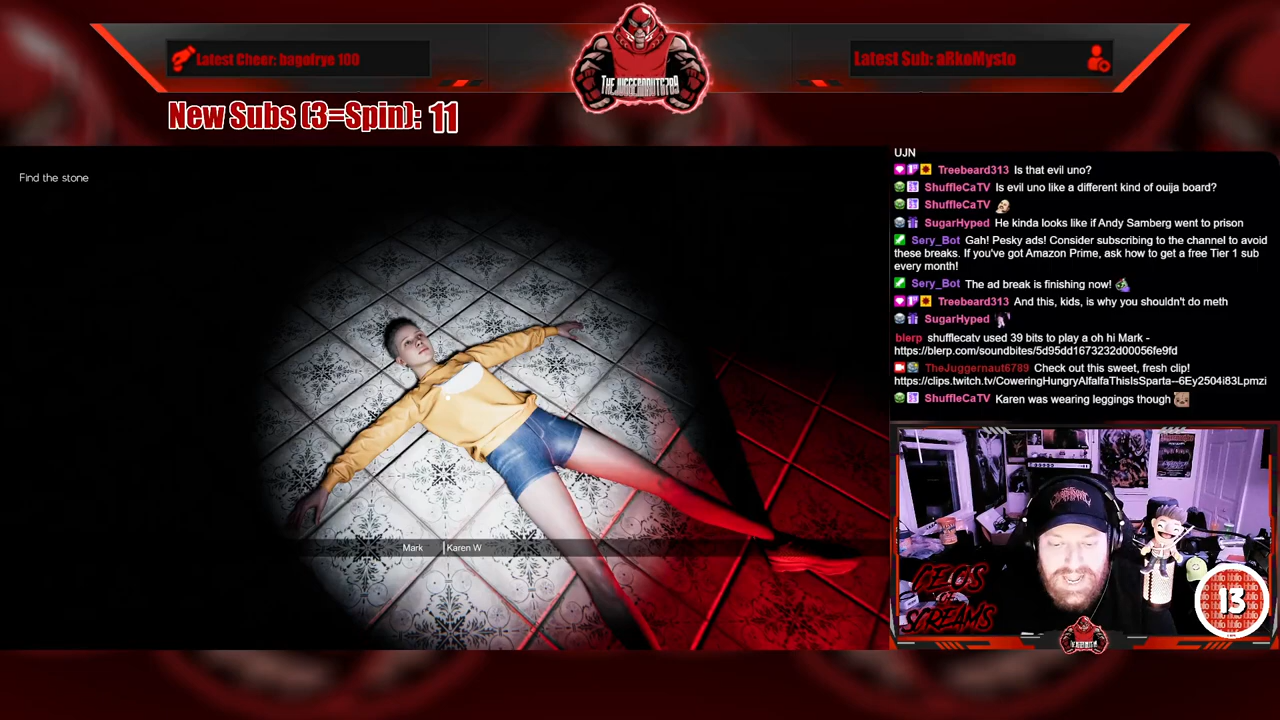 Latest Cheer: bagofrye 100
THEJUGGERNAUT6789
Latest Sub: aRkoMysto
New Subs (3=Spin): 11
Find the stone
Mark
Karen W
UJN
Treebeard313 Is that evil uno?
ShuffleCaTV Is evil uno like a different kind of ouija board?
ShuffleCaTV
SugarHyped He kinda looks like if Andy Samberg went to prison
Sery_Bot Gah! Pesky ads! Consider subscribing to the channel to avoid
these breaks. If you've got Amazon Prime, ask how to get a free Tier 1 sub
every month!
Sery_Bot The ad break is finishing now!
Treebeard313 And this, kids, is why you shouldn't do meth
SugarHyped
blerp shufflecatv used 39 bits to play a oh hi Mark -
https://blerp.com/soundbites/5d95dd1673232d00056fe9fd
TheJuggernaut6789 Check out this sweet, fresh clip!
https://clips.twitch.tv/CoweringHungryAlfalfaThisIsSparta--6Ey2504i83Lpmzi
ShuffleCaTV Karen was wearing leggings though
SCREAMS
13